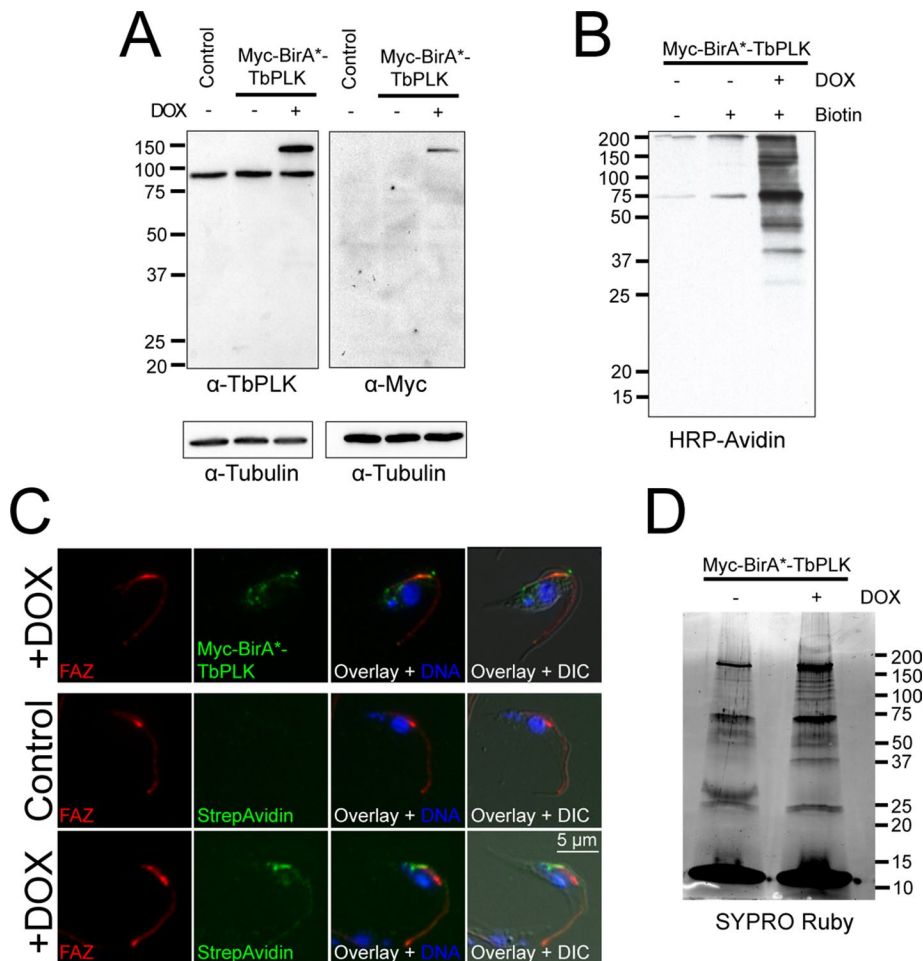 A
Control
Myc-BirA*-
TbPLK
Control
Myc-BirA*-
TbPLK
DOX - - + - - +
150
100
75
50
37
25
20
α-TbPLK α-Myc
α-Tubulin α-Tubulin
B
Myc-BirA*-TbPLK
- - + DOX
- + + Biotin
200
150
100
75
50
25
20
15
HRP-Avidin
C
+DOX
FAZ
Myc-BirA*-
TbPLK
Overlay + DNA
Overlay + DIC
Control
FAZ
StrepAvidin
Overlay + DNA
Overlay + DIC
+DOX
5 µm
FAZ
StrepAvidin
Overlay + DNA
Overlay + DIC
D
Myc-BirA*-TbPLK
- + DOX
200
150
100
75
50
37
25
20
15
10
SYPRO Ruby